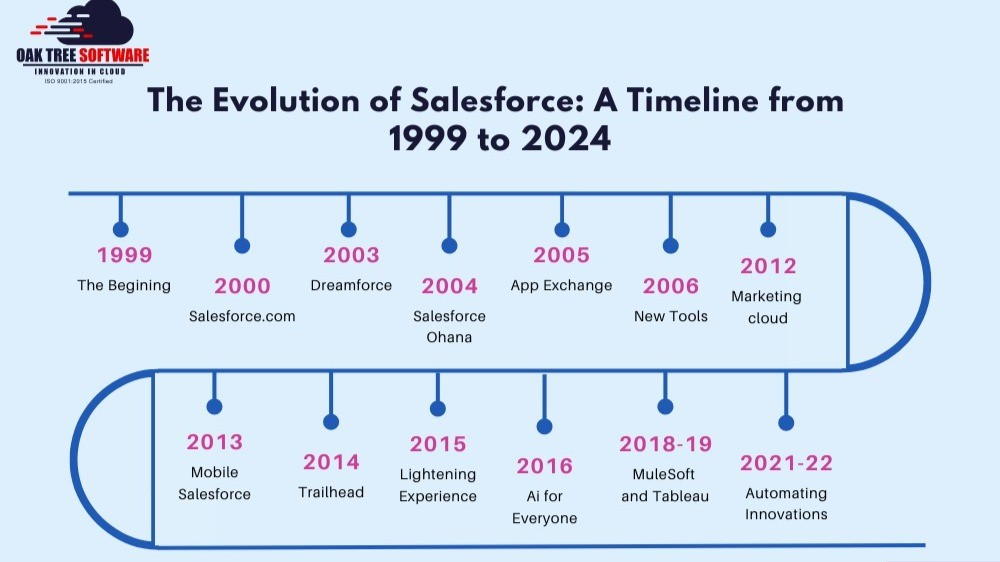 OAK TREE SOFTWARE
INNOVATION IN CLOUD
ISO 9001:2015 Certified
The Evolution of Salesforce: A Timeline from
1999 to 2024
1999
The Begining
2000
Salesforce.com
2003
Dreamforce
2004
Salesforce
Ohana
2005
App Exchange
2006
New Tools
2012
Marketing
cloud
2013
Mobile
Salesforce
2014
Trailhead
2015
Lightening
Experience
2016
Ai for
Everyone
2018-19
MuleSoft
and Tableau
2021-22
Automating
Innovations